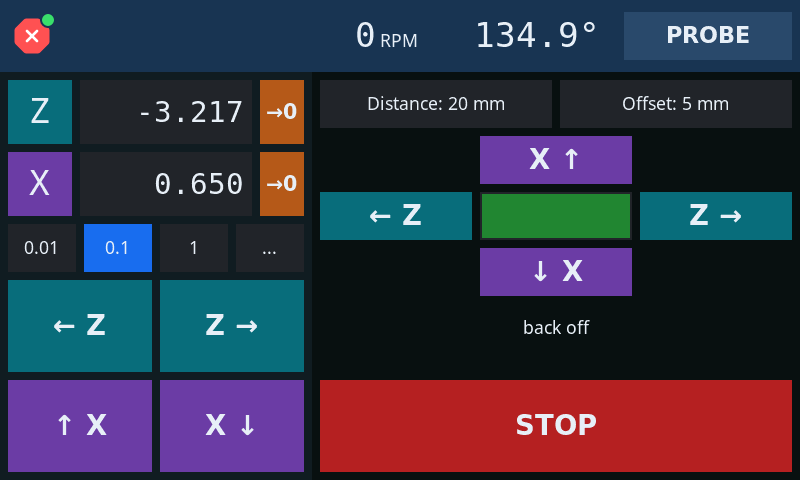 0 RPM 134.9° PROBE
Z -3.217 →0
X 0.650 →0
0.01 0.1 1 ...
← Z Z →
↑ X X ↓
Distance: 20 mm Offset: 5 mm
X ↑
← Z Z →
↓ X
back off
STOP